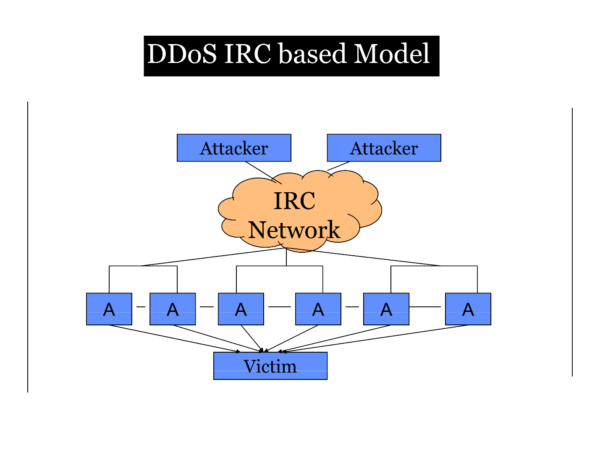 DDoS IRC based Model
Attacker Attacker
IRC
Network
A A A A A A
Victim